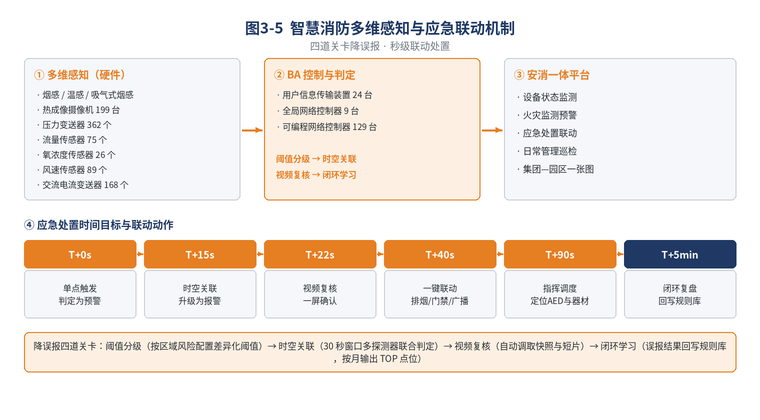 图3-5 智慧消防多维感知与应急联动机制
四道关卡降误报 · 秒级联动处置
① 多维感知（硬件）
· 烟感 / 温感 / 吸气式烟感
· 热成像摄像机 199 台
· 压力变送器 362 个
· 流量传感器 75 个
· 氧浓度传感器 26 个
· 风速传感器 89 个
· 交流电流变送器 168 个
② BA 控制与判定
· 用户信息传输装置 24 台
· 全局网络控制器 9 台
· 可编程网络控制器 129 台
阈值分级 → 时空关联
视频复核 → 闭环学习
③ 安消一体平台
· 设备状态监测
· 火灾监测预警
· 应急处置联动
· 日常管理巡检
· 集团—园区一张图
④ 应急处置时间目标与联动动作
T+0s
单点触发
判定为预警
T+15s
时空关联
升级为报警
T+22s
视频复核
一屏确认
T+40s
一键联动
排烟/门禁/广播
T+90s
指挥调度
定位AED与器材
T+5min
闭环复盘
回写规则库
降误报四道关卡：阈值分级（按区域风险配置差异化阈值）→ 时空关联（30 秒窗口多探测器联合判定）→ 视频复核（自动调取快照与短片）→ 闭环学习（误报结果回写规则库
，按月输出 TOP 点位）